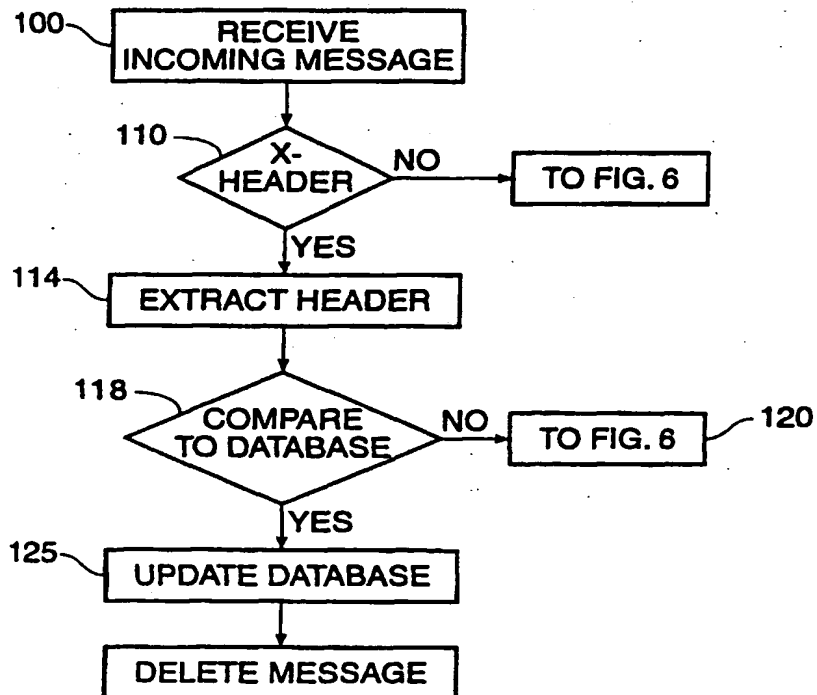 100
RECEIVE
INCOMING MESSAGE
110
X-
HEADER
NO
TO FIG. 6
YES
114
EXTRACT HEADER
118
COMPARE
TO DATABASE
NO
TO FIG. 6
120
YES
125
UPDATE DATABASE
DELETE MESSAGE